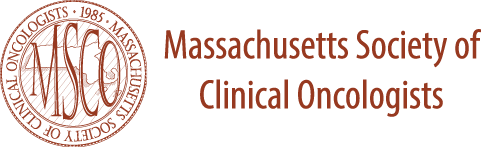 MASSACHUSETTS SOCIETY OF CLINICAL ONCOLOGISTS · 1985 ·
MSCO
Massachusetts Society of
Clinical Oncologists